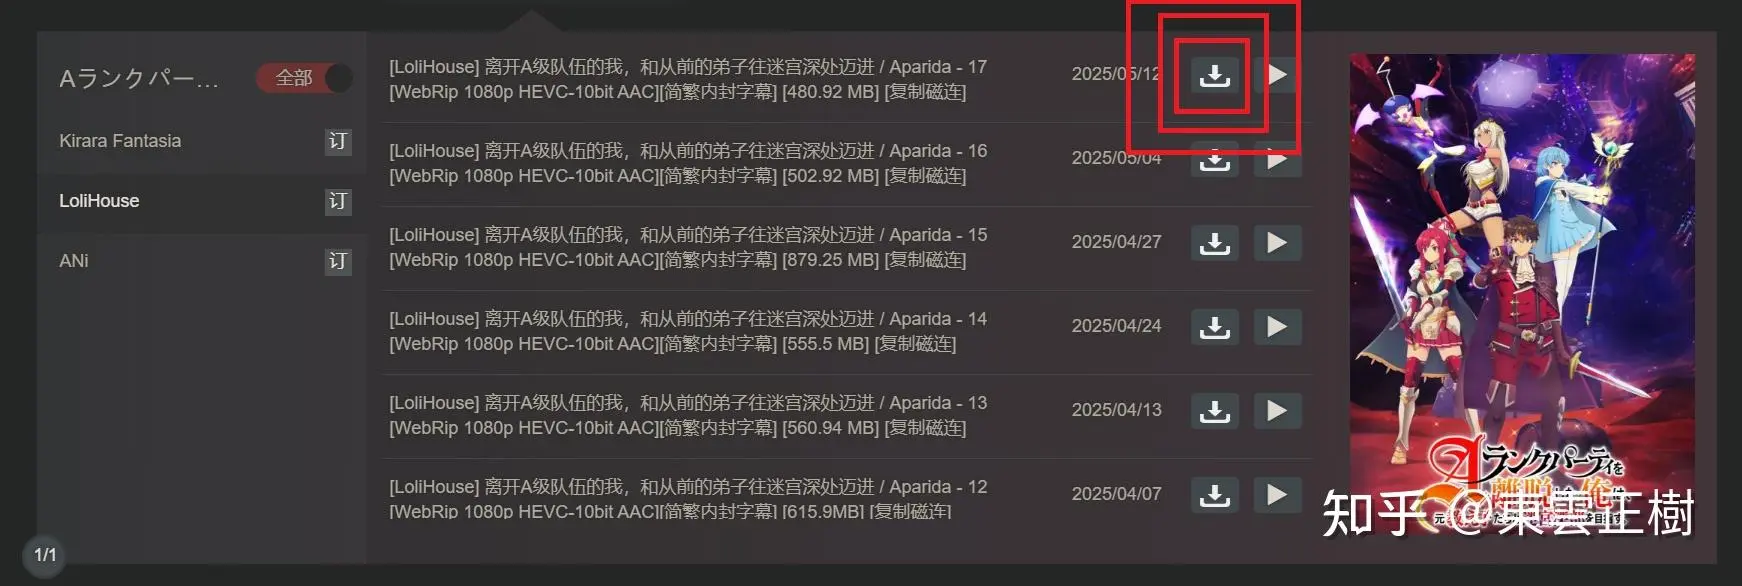 Aランクパー...
全部
Kirara Fantasia
订
LoliHouse
订
ANi
订
[LoliHouse] 离开A级队伍的我，和从前的弟子往迷宫深处迈进 / Aparida - 17
[WebRip 1080p HEVC-10bit AAC][简繁内封字幕] [480.92 MB] [复制磁连]
2025/05/12
[LoliHouse] 离开A级队伍的我，和从前的弟子往迷宫深处迈进 / Aparida - 16
[WebRip 1080p HEVC-10bit AAC][简繁内封字幕] [502.92 MB] [复制磁连]
2025/05/04
[LoliHouse] 离开A级队伍的我，和从前的弟子往迷宫深处迈进 / Aparida - 15
[WebRip 1080p HEVC-10bit AAC][简繁内封字幕] [879.25 MB] [复制磁连]
2025/04/27
[LoliHouse] 离开A级队伍的我，和从前的弟子往迷宫深处迈进 / Aparida - 14
[WebRip 1080p HEVC-10bit AAC][简繁内封字幕] [555.5 MB] [复制磁连]
2025/04/24
[LoliHouse] 离开A级队伍的我，和从前的弟子往迷宫深处迈进 / Aparida - 13
[WebRip 1080p HEVC-10bit AAC][简繁内封字幕] [560.94 MB] [复制磁连]
2025/04/13
[LoliHouse] 离开A级队伍的我，和从前的弟子往迷宫深处迈进 / Aparida - 12
[WebRip 1080p HEVC-10bit AAC][简繁内封字幕] [615.9MB] [复制磁连]
2025/04/07
Aランクパーティを
離脱
俺
知乎 @東雲正樹
1/1